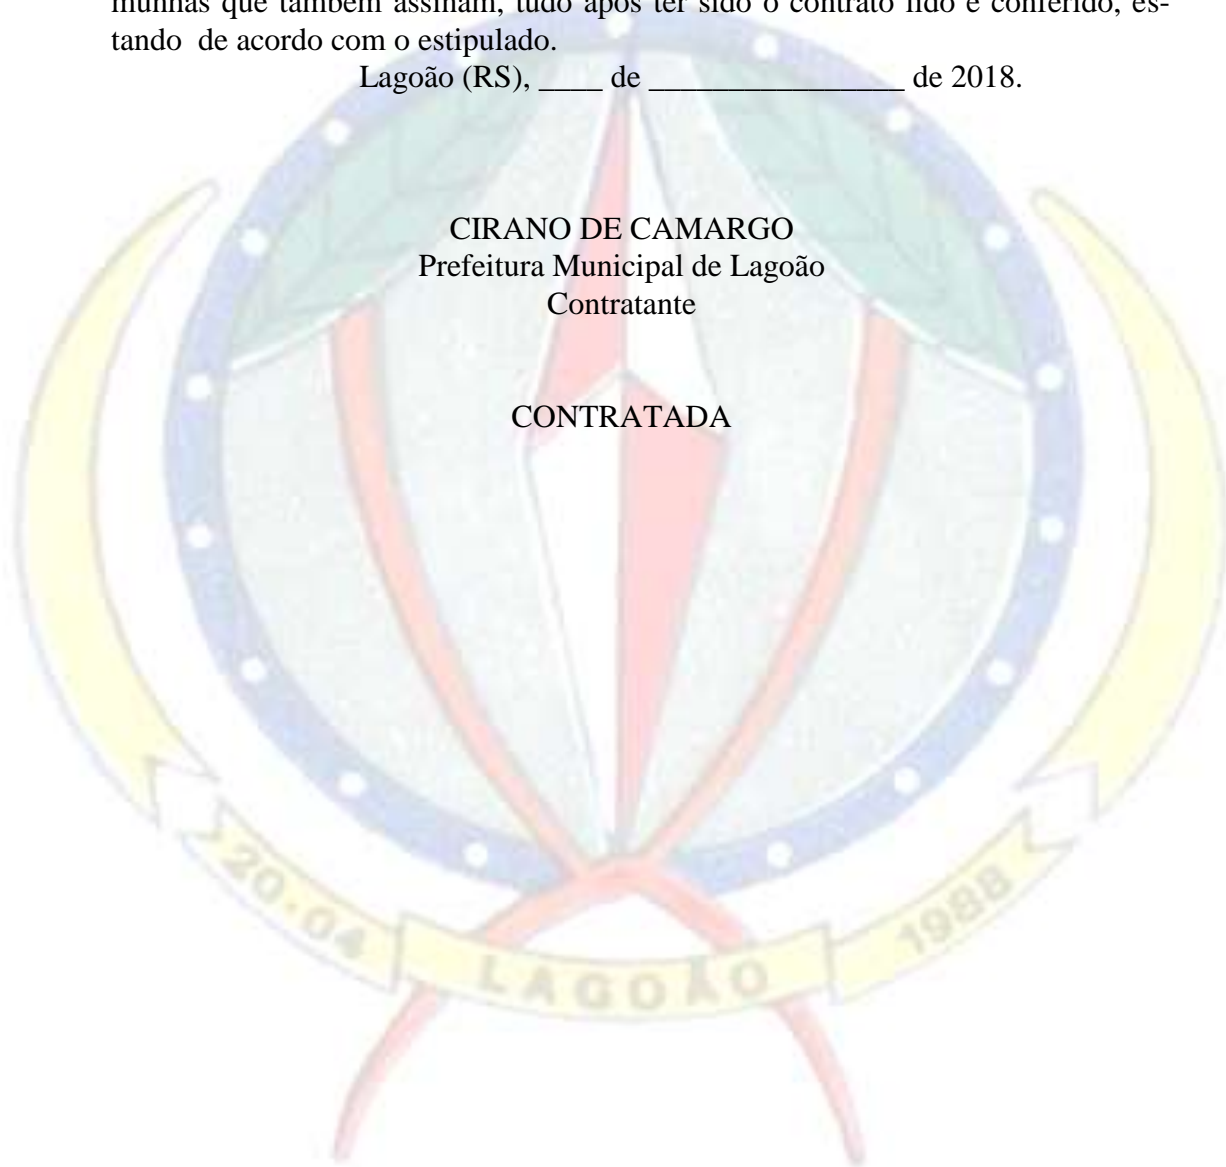 munhas que também assinam, tudo após ter sido o contrato lido e conferido, es-
tando de acordo com o estipulado.
Lagoão (RS), ____ de ________________ de 2018.
CIRANO DE CAMARGO
Prefeitura Municipal de Lagoão
Contratante
CONTRATADA
20.04
LAGOÃO
1988